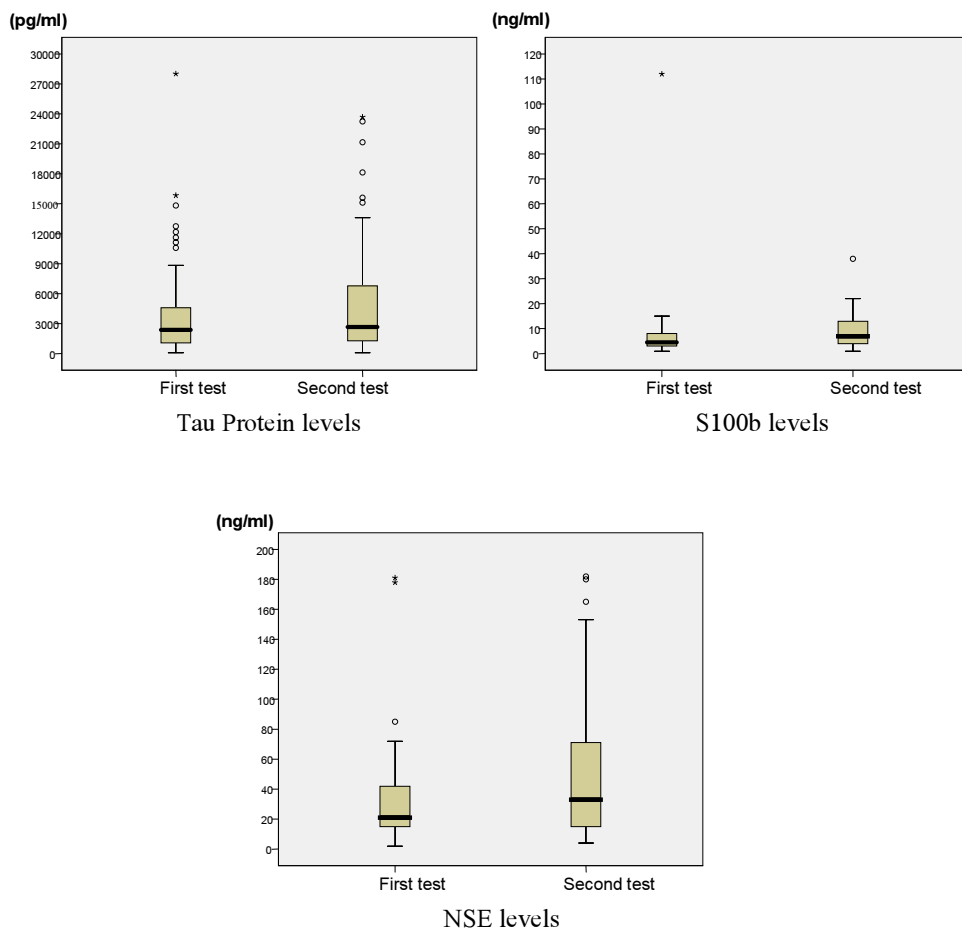 (pg/ml)
30000
27000
24000
21000
18000
15000
12000
9000
6000
3000
0
First test
Second test
Tau Protein levels
(ng/ml)
120
110
100
90
80
70
60
50
40
30
20
10
0
First test
Second test
S100b levels
(ng/ml)
200
180
160
140
120
100
80
60
40
20
0
First test
Second test
NSE levels